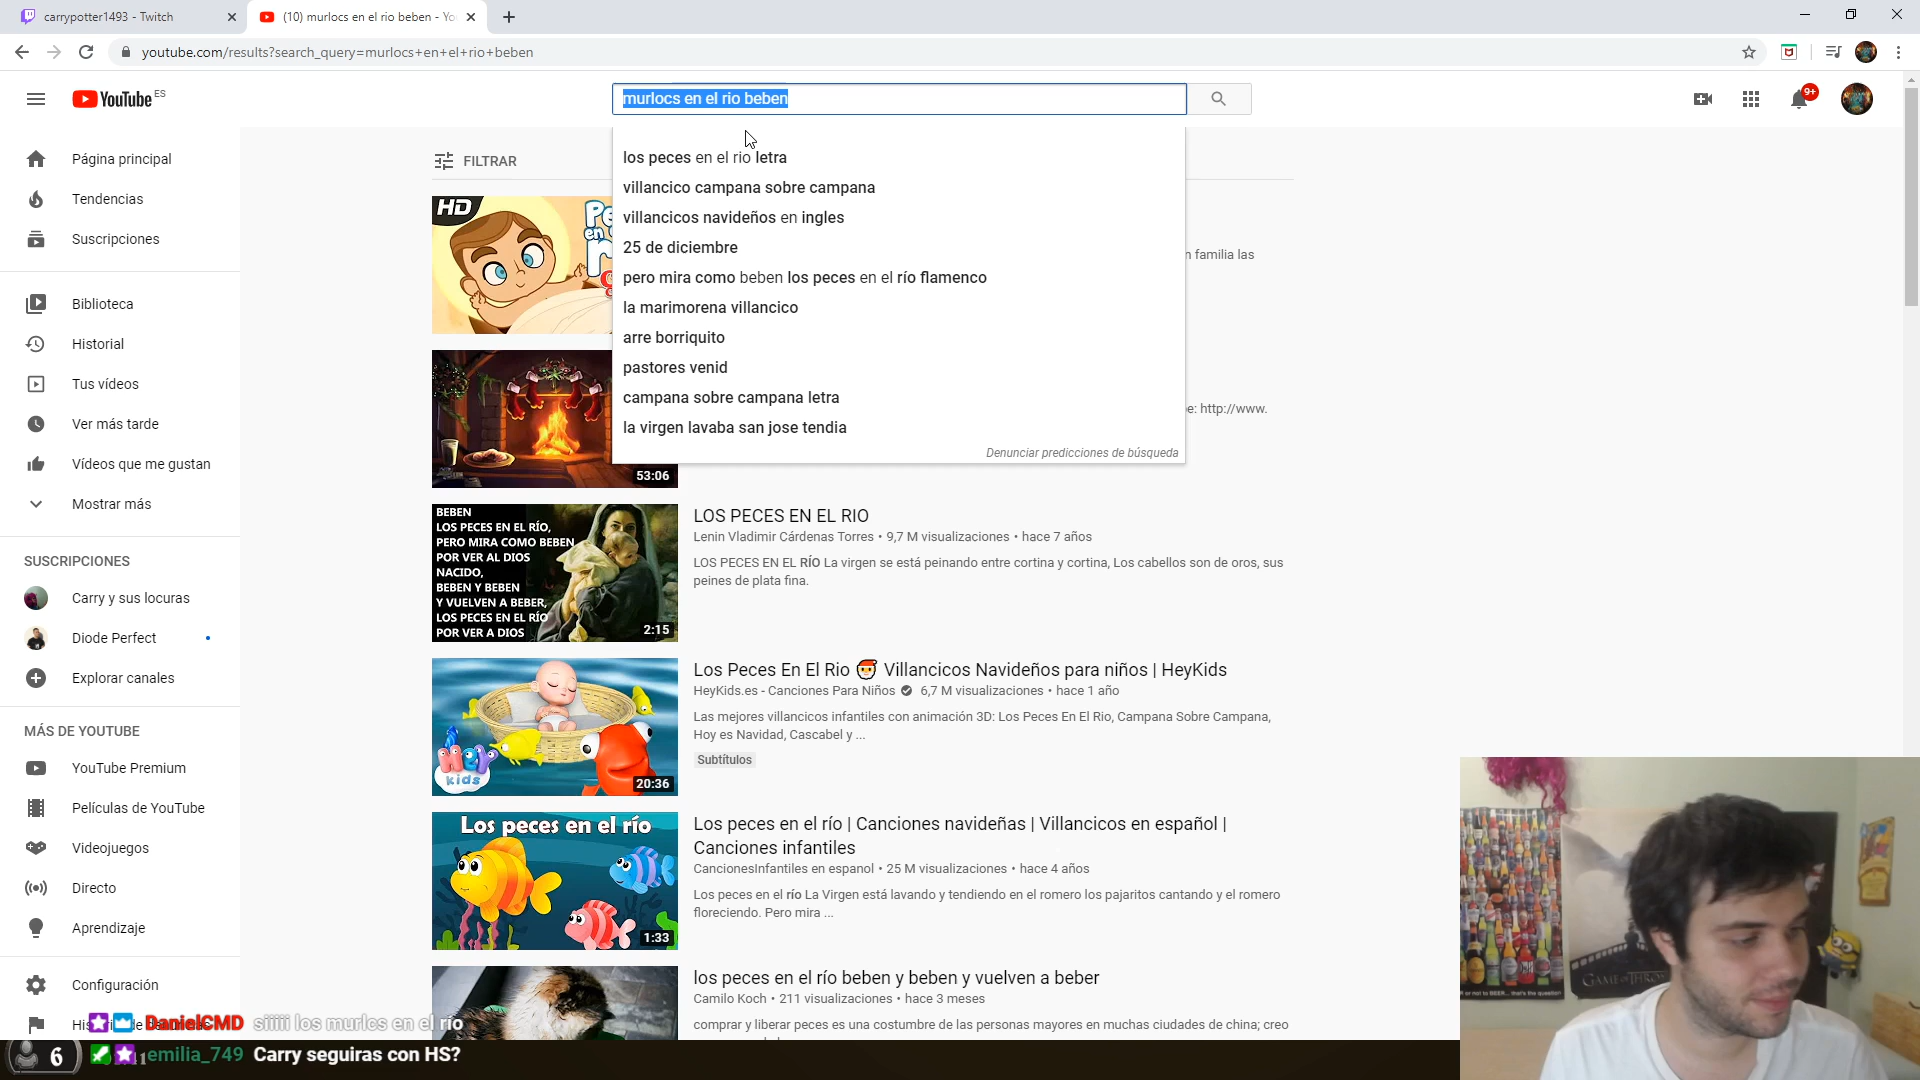 carrypotter1493 - Twitch
(10) murlocs en el rio beben - Yo
youtube.com/results?search_query=murlocs+en+el+rio+beben
YouTube ES
murlocs en el rio beben
9+
Página principal
Tendencias
Suscripciones
Biblioteca
Historial
Tus vídeos
Ver más tarde
Vídeos que me gustan
Mostrar más
SUSCRIPCIONES
Carry y sus locuras
Diode Perfect
Explorar canales
MÁS DE YOUTUBE
YouTube Premium
Películas de YouTube
Videojuegos
Directo
Aprendizaje
Configuración
FILTRAR
los peces en el rio letra
villancico campana sobre campana
villancicos navideños en ingles
25 de diciembre
pero mira como beben los peces en el río flamenco
la marimorena villancico
arre borriquito
pastores venid
campana sobre campana letra
la virgen lavaba san jose tendia
Denunciar predicciones de búsqueda
HD
n familia las
e: http://www.
53:06
BEBEN
LOS PECES EN EL RÍO,
PERO MIRA COMO BEBEN
POR VER AL DIOS
NACIDO,
BEBEN Y BEBEN
Y VUELVEN A BEBER,
LOS PECES EN EL RÍO
POR VER A DIOS
2:15
LOS PECES EN EL RIO
Lenin Vladimir Cárdenas Torres • 9,7 M visualizaciones • hace 7 años
LOS PECES EN EL RÍO La virgen se está peinando entre cortina y cortina, Los cabellos son de oros, sus
peines de plata fina.
HEY
kids
20:36
Los Peces En El Rio 🎅 Villancicos Navideños para niños | HeyKids
HeyKids.es - Canciones Para Niños 6,7 M visualizaciones • hace 1 año
Las mejores villancicos infantiles con animación 3D: Los Peces En El Rio, Campana Sobre Campana,
Hoy es Navidad, Cascabel y ...
Subtítulos
Los peces en el río
1:33
Los peces en el río | Canciones navideñas | Villancicos en español |
Canciones infantiles
CancionesInfantiles en espanol • 25 M visualizaciones • hace 4 años
Los peces en el río La Virgen está lavando y tendiendo en el romero los pajaritos cantando y el romero
floreciendo. Pero mira ...
los peces en el río beben y beben y vuelven a beber
Camilo Koch • 211 visualizaciones • hace 3 meses
comprar y liberar peces es una costumbre de las personas mayores en muchas ciudades de china; creo
DanielCMD siiiii los murlcs en el río
6
emilia_749 Carry seguiras con HS?
GAME OF THRONES